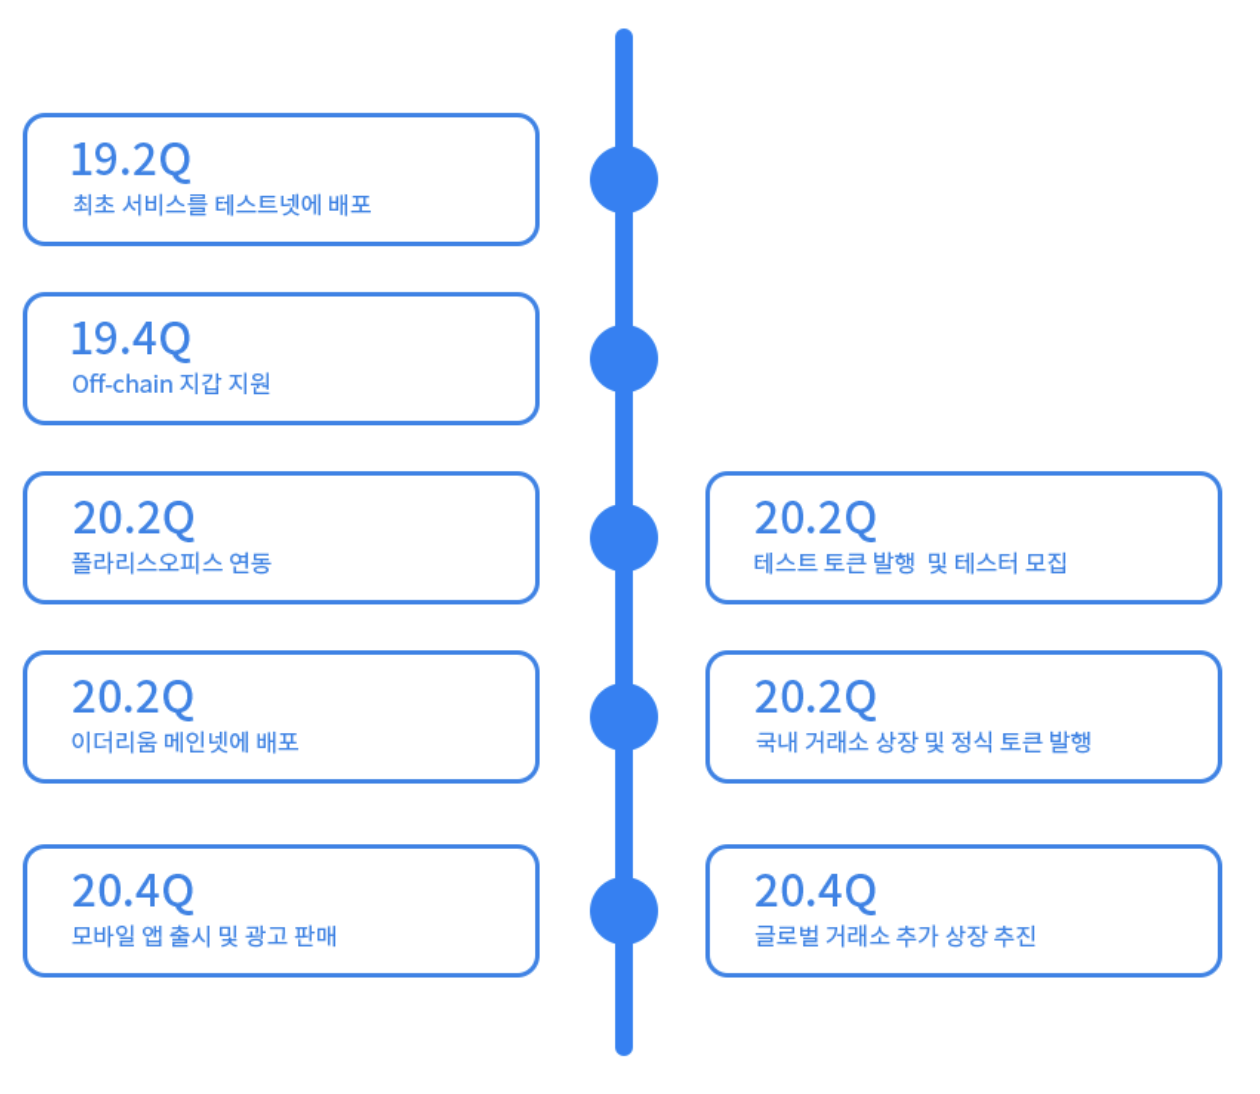 19.2Q
최초 서비스를 테스트넷에 배포
19.4Q
Off-chain 지갑 지원
20.2Q
폴라리스오피스 연동
20.2Q
테스트 토큰 발행 및 테스터 모집
20.2Q
이더리움 메인넷에 배포
20.2Q
국내 거래소 상장 및 정식 토큰 발행
20.4Q
모바일 앱 출시 및 광고 판매
20.4Q
글로벌 거래소 추가 상장 추진